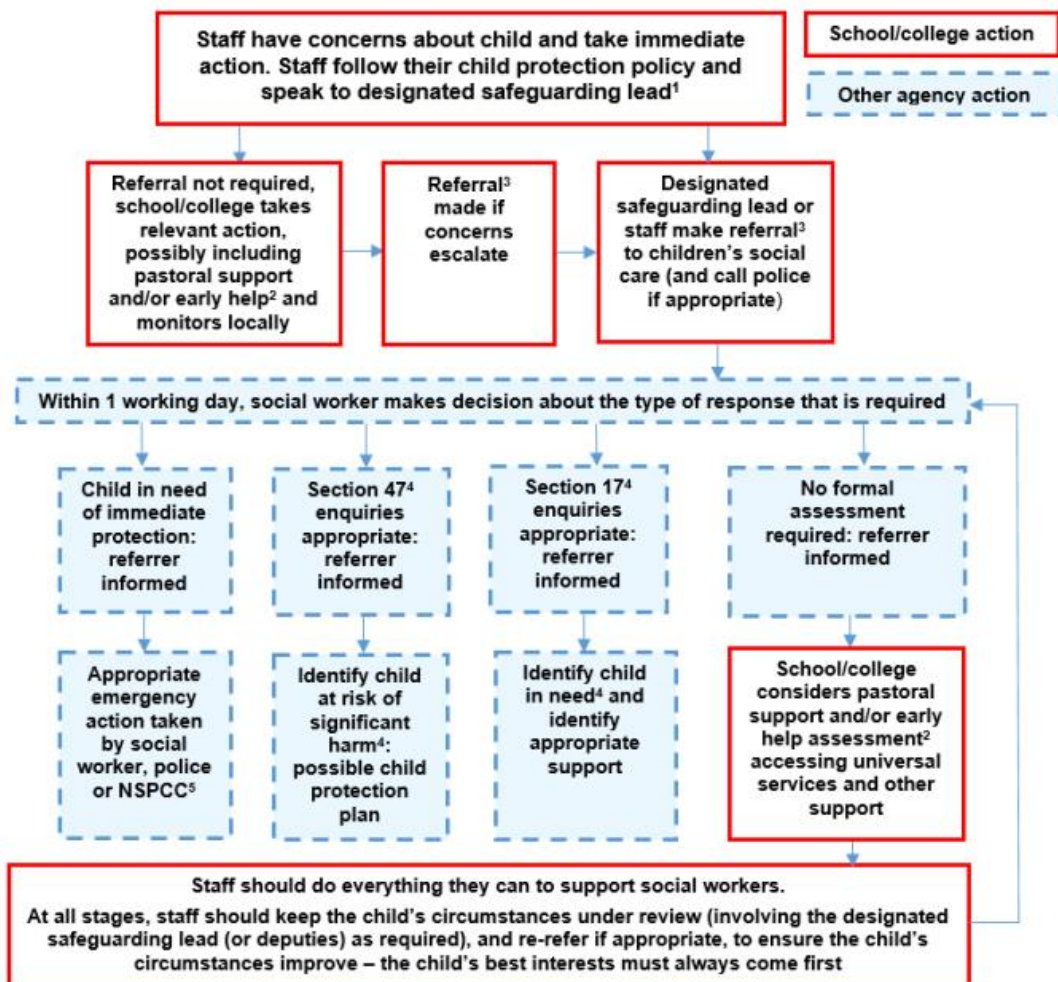 Staff have concerns about child and take immediate
action. Staff follow their child protection policy and
speak to designated safeguarding lead¹
School/college action
Other agency action
Referral not required,
school/college takes
relevant action,
possibly including
pastoral support
and/or early help² and
monitors locally
Referral³
made if
concerns
escalate
Designated
safeguarding lead or
staff make referral³
to children’s social
care (and call police
if appropriate)
Within 1 working day, social worker makes decision about the type of response that is required
Child in need
of immediate
protection:
referrer
informed
Section 47⁴
enquiries
appropriate:
referrer
informed
Section 17⁴
enquiries
appropriate:
referrer
informed
No formal
assessment
required: referrer
informed
Appropriate
emergency
action taken
by social
worker, police
or NSPCC⁵
Identify child
at risk of
significant
harm⁴:
possible child
protection
plan
Identify child
in need⁴ and
identify
appropriate
support
School/college
considers pastoral
support and/or early
help assessment²
accessing universal
services and other
support
Staff should do everything they can to support social workers.
At all stages, staff should keep the child’s circumstances under review (involving the designated
safeguarding lead (or deputies) as required), and re-refer if appropriate, to ensure the child’s
circumstances improve – the child’s best interests must always come first